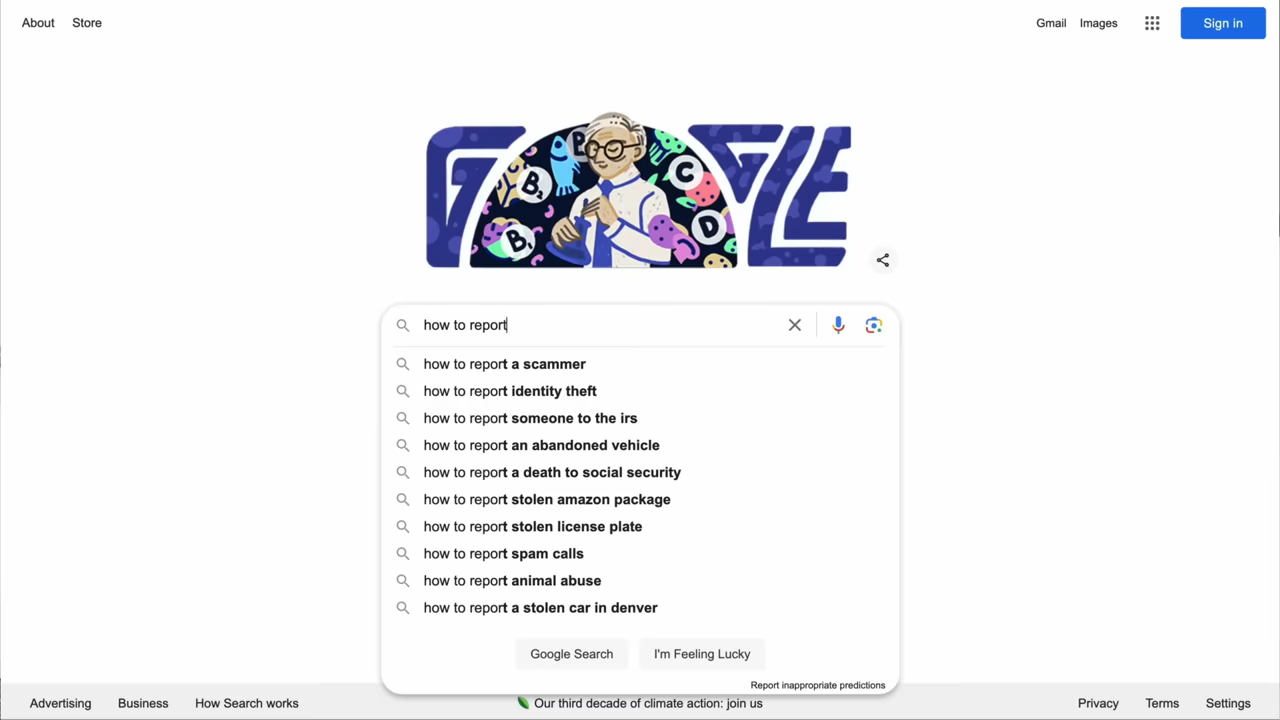 About Store
Gmail Images Sign in
B
B2
C
B1
D
how to report
how to report a scammer
how to report identity theft
how to report someone to the irs
how to report an abandoned vehicle
how to report a death to social security
how to report stolen amazon package
how to report stolen license plate
how to report spam calls
how to report animal abuse
how to report a stolen car in denver
Google Search I'm Feeling Lucky
Report inappropriate predictions
Advertising Business How Search works Our third decade of climate action: join us Privacy Terms Settings